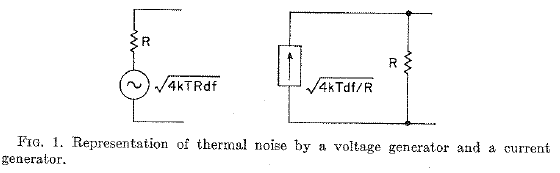 R
√4kTRdf
R
√4kTdf/R
FIG. 1. Representation of thermal noise by a voltage generator and a current
generator.